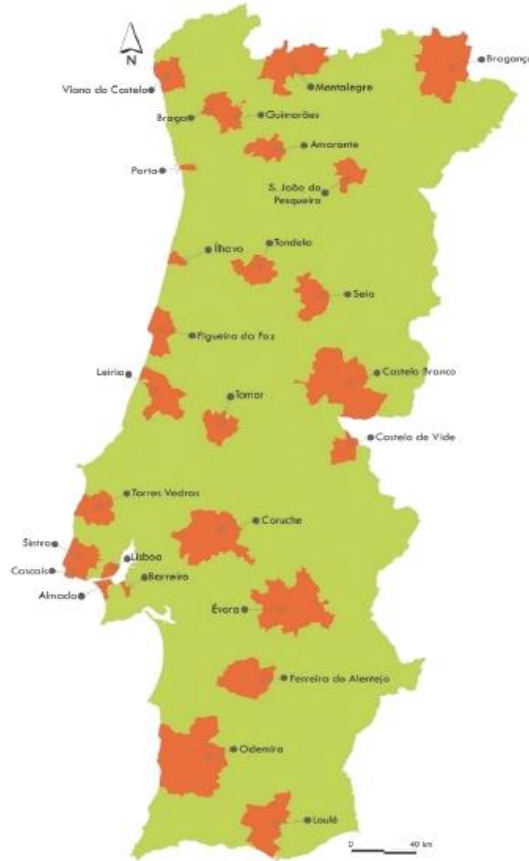 N
Bragança
Viana do Castelo
Montalegre
Braga
Guimarães
Amarante
Porto
S. João da
Pesqueira
Tondela
Ílhavo
Seia
Figueira da Foz
Leiria
Castelo Branco
Tomar
Castelo de Vide
Torres Vedras
Coruche
Sintra
Lisboa
Cascais
Barreiro
Almada
Évora
Ferreira do Alentejo
Odemira
Loulé
0 40 km